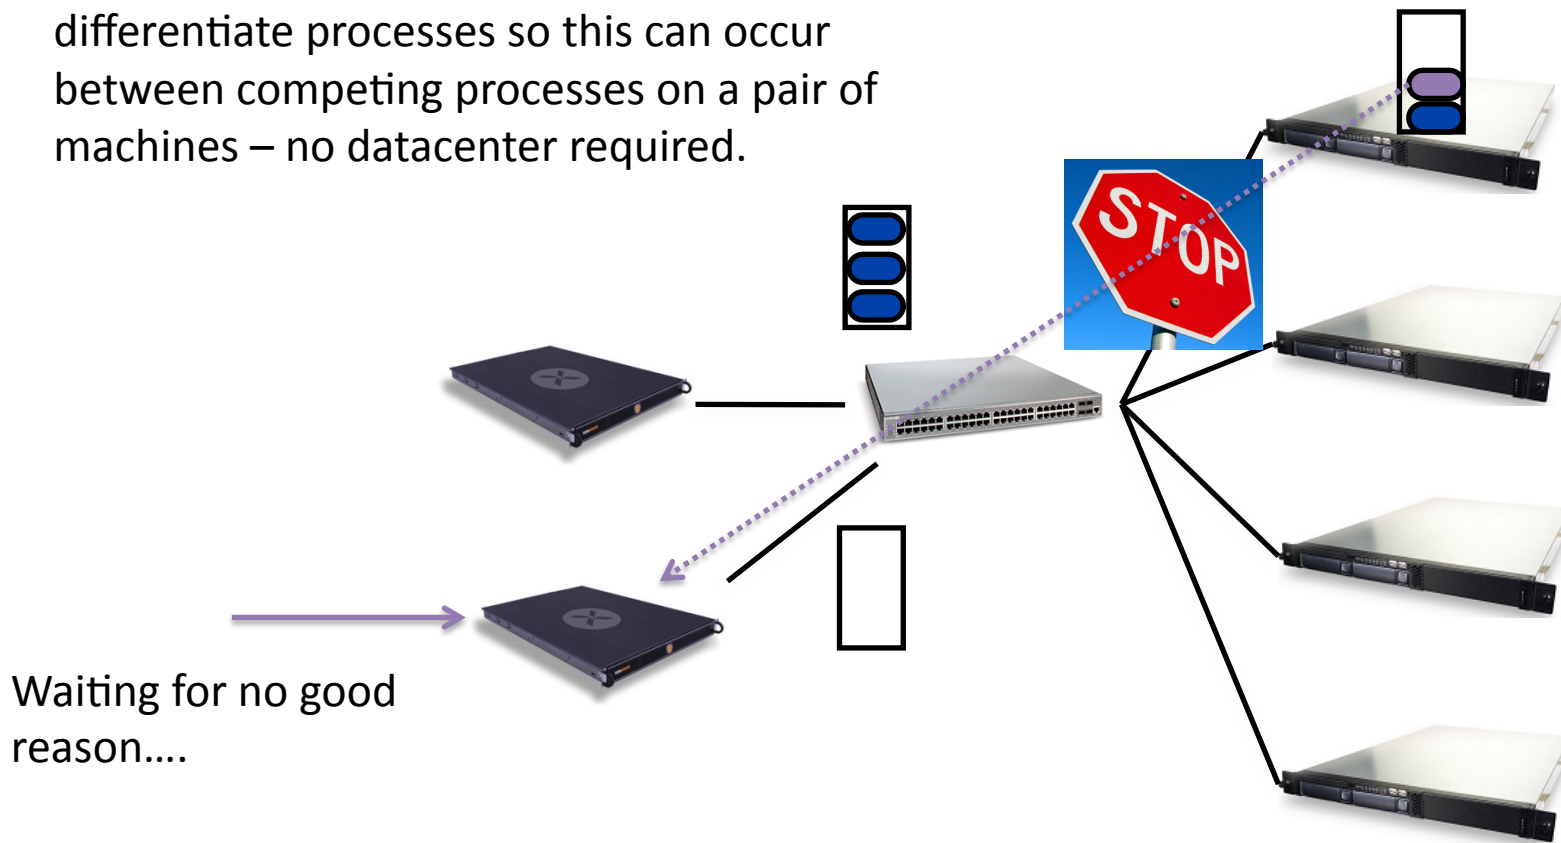 differentiate processes so this can occur
between competing processes on a pair of
machines – no datacenter required.
STOP
Waiting for no good
reason....